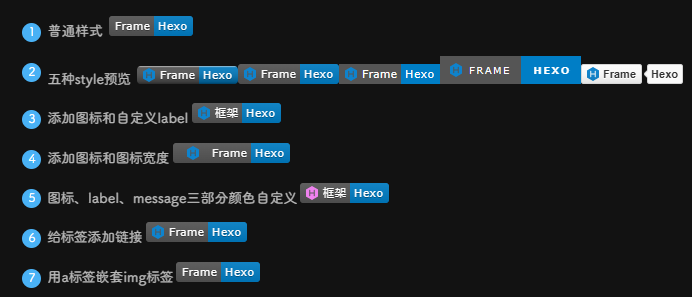 1 普通样式 Frame Hexo
2 五种style预览 Frame Hexo Frame Hexo Frame Hexo FRAME HEXO Frame Hexo
3 添加图标和自定义label 框架 Hexo
4 添加图标和图标宽度 Frame Hexo
5 图标、label、message三部分颜色自定义 框架 Hexo
6 给标签添加链接 Frame Hexo
7 用a标签嵌套img标签 Frame Hexo